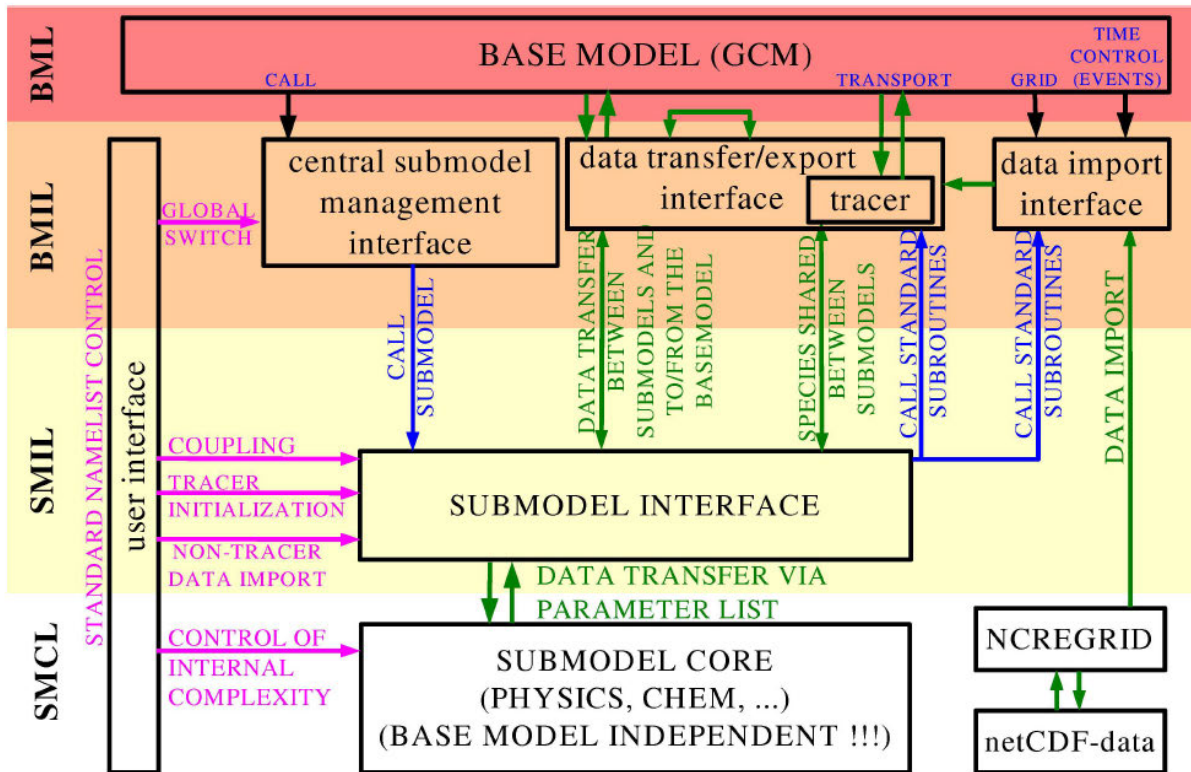 BML
BASE MODEL (GCM)
CALL
TRANSPORT
GRID
TIME
CONTROL
(EVENTS)
BMIL
central submodel
management
interface
data transfer/export
interface
tracer
data import
interface
GLOBAL
SWITCH
STANDARD NAMELIST CONTROL
user interface
CALL
SUBMODEL
DATA TRANSFER
BETWEEN
SUBMODELS AND
TO/FROM THE
BASEMODEL
SPECIES SHARED
BETWEEN
SUBMODELS
CALL STANDARD
SUBROUTINES
CALL STANDARD
SUBROUTINES
DATA IMPORT
SMIL
COUPLING
TRACER
INITIALIZATION
NON-TRACER
DATA IMPORT
SUBMODEL INTERFACE
DATA TRANSFER VIA
PARAMETER LIST
SMCL
CONTROL OF
INTERNAL
COMPLEXITY
SUBMODEL CORE
(PHYSICS, CHEM, ...)
(BASE MODEL INDEPENDENT !!!)
NCREGRID
netCDF-data